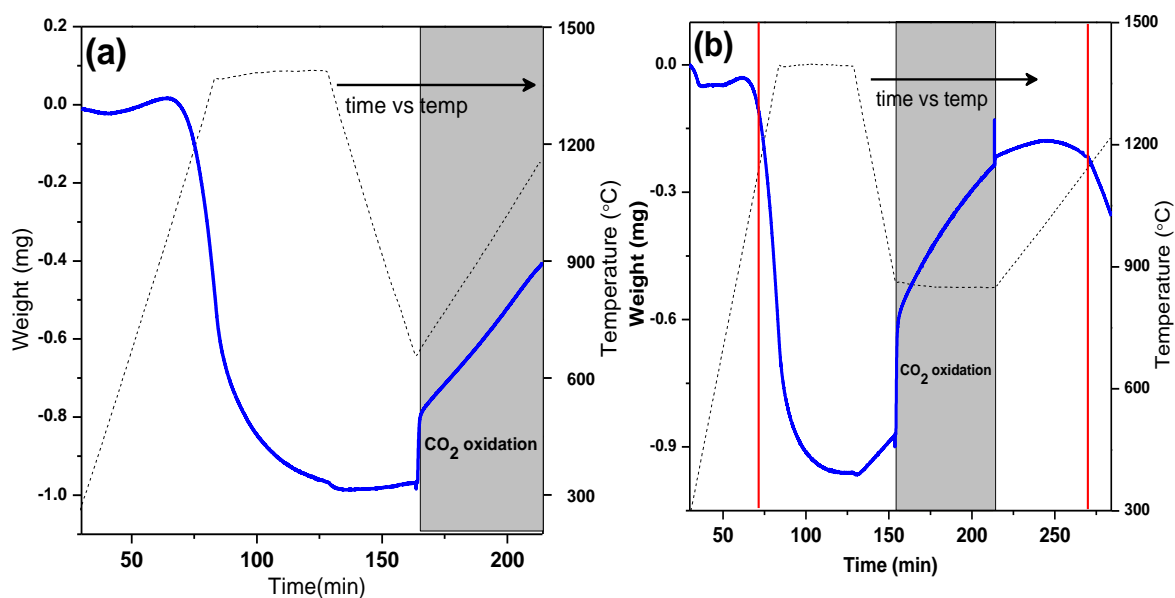 (a)
time vs temp
CO2 oxidation
Weight (mg)
0.2
0.0
-0.2
-0.4
-0.6
-0.8
-1.0
50
100
150
200
Time(min)
1500
1200
900
600
300
Temperature (°C)
(b)
time vs temp
CO2 oxidation
Weight (mg)
0.0
-0.3
-0.6
-0.9
50
100
150
200
250
Time (min)
1500
1200
900
600
300
Temperature (°C)